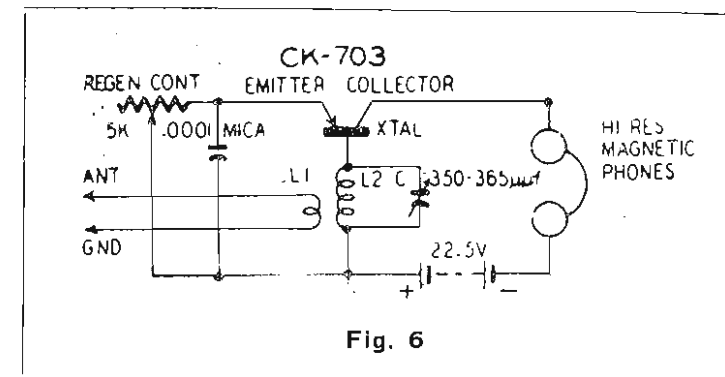 CK-703
REGEN CONT
EMITTER COLLECTOR
5K
.0001 MICA
XTAL
HI RES
MAGNETIC
PHONES
ANT
L1
L2
C
350-365μμf
GND
22.5V
+
−
Fig. 6